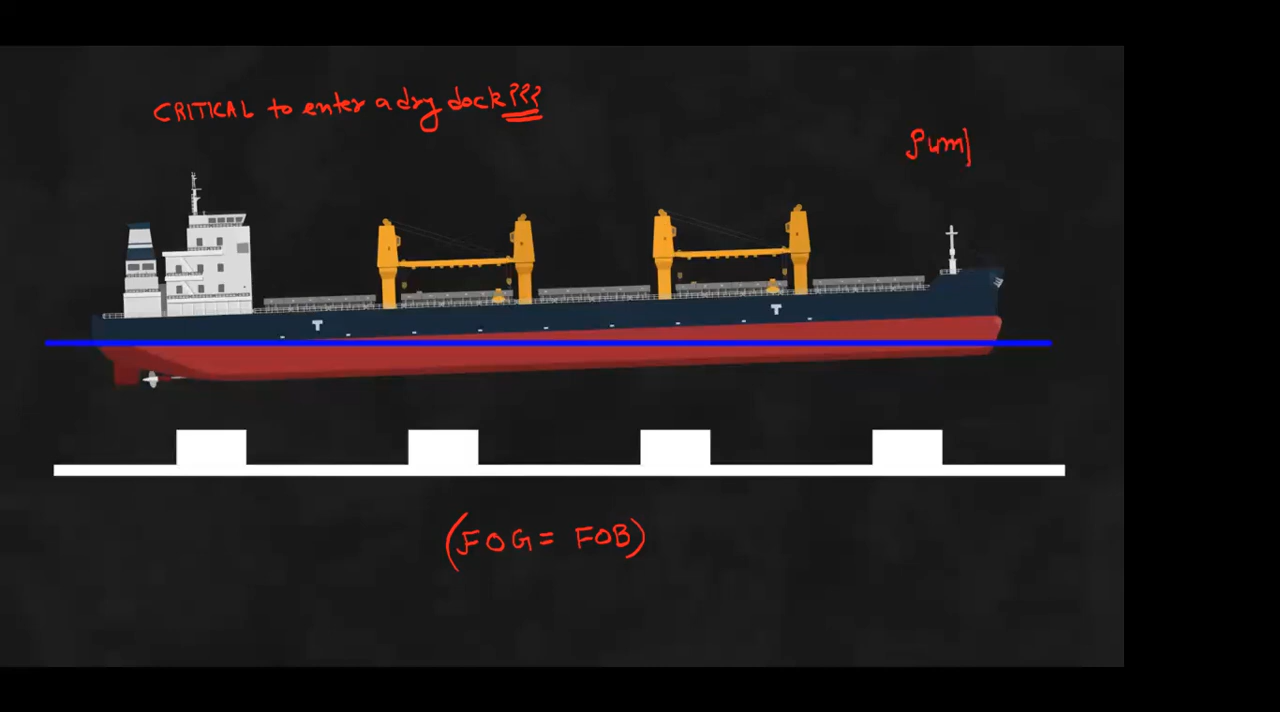 CRITICAL to enter a dry dock???
(FOG = FOB)
T T